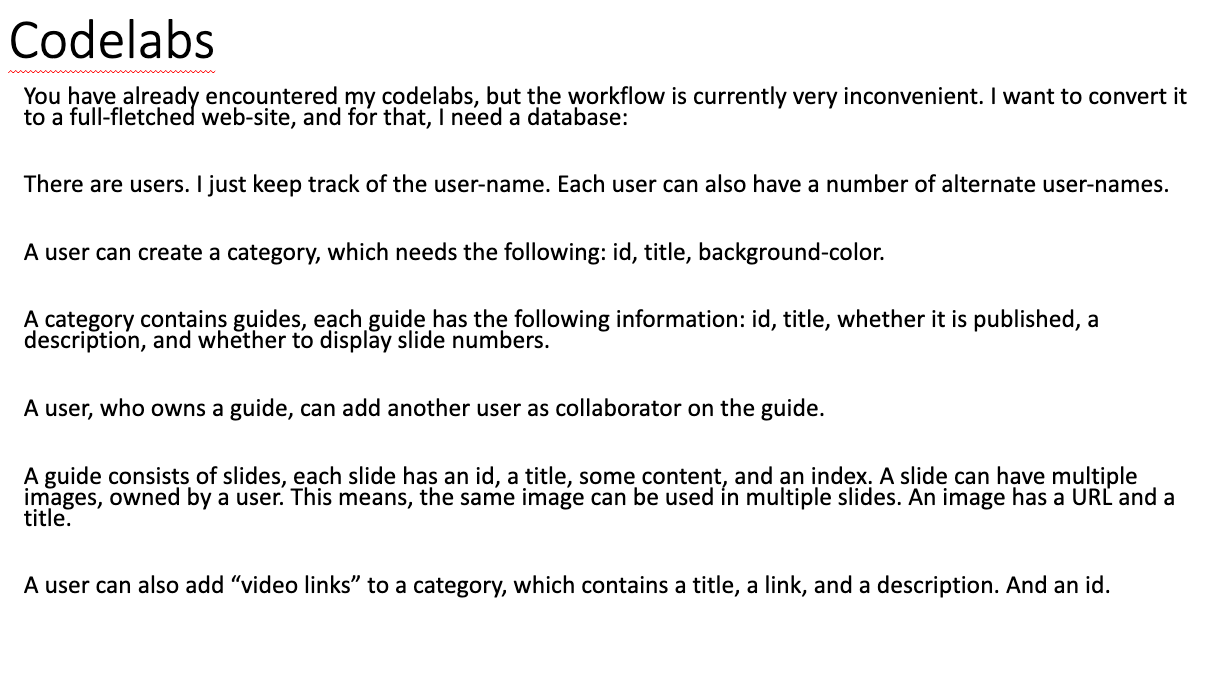 Codelabs
You have already encountered my codelabs, but the workflow is currently very inconvenient. I want to convert it
to a full-fletched web-site, and for that, I need a database:
There are users. I just keep track of the user-name. Each user can also have a number of alternate user-names.
A user can create a category, which needs the following: id, title, background-color.
A category contains guides, each guide has the following information: id, title, whether it is published, a
description, and whether to display slide numbers.
A user, who owns a guide, can add another user as collaborator on the guide.
A guide consists of slides, each slide has an id, a title, some content, and an index. A slide can have multiple
images, owned by a user. This means, the same image can be used in multiple slides. An image has a URL and a
title.
A user can also add “video links” to a category, which contains a title, a link, and a description. And an id.